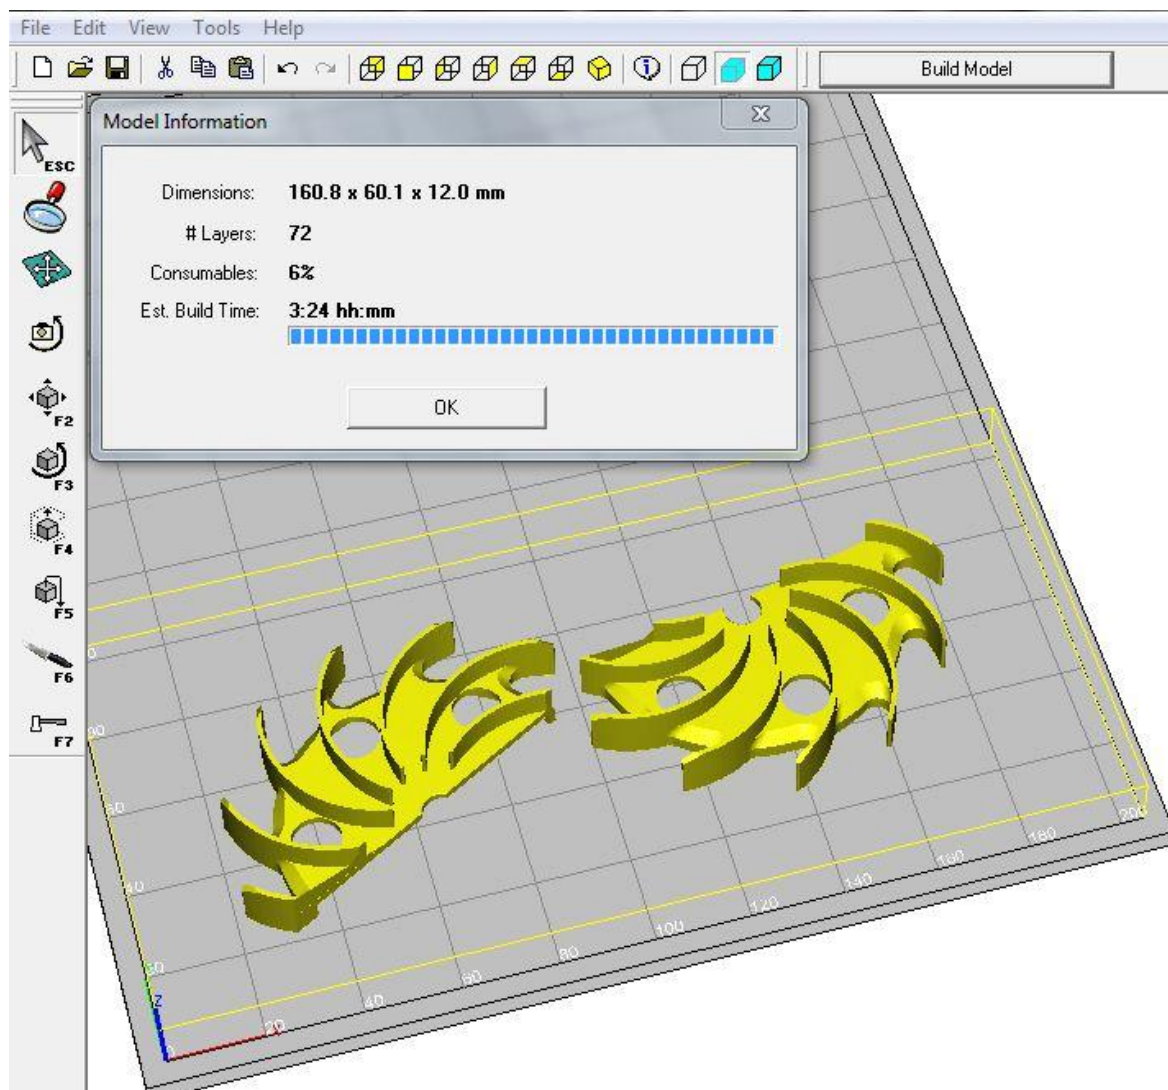 File Edit View Tools Help
Build Model
Model Information
Dimensions: 160.8 x 60.1 x 12.0 mm
# Layers: 72
Consumables: 6%
Est. Build Time: 3:24 hh:mm
OK
ESC
F2
F3
F4
F5
F6
F7
Z
20
40
60
80
100
120
140
160
180
200
40